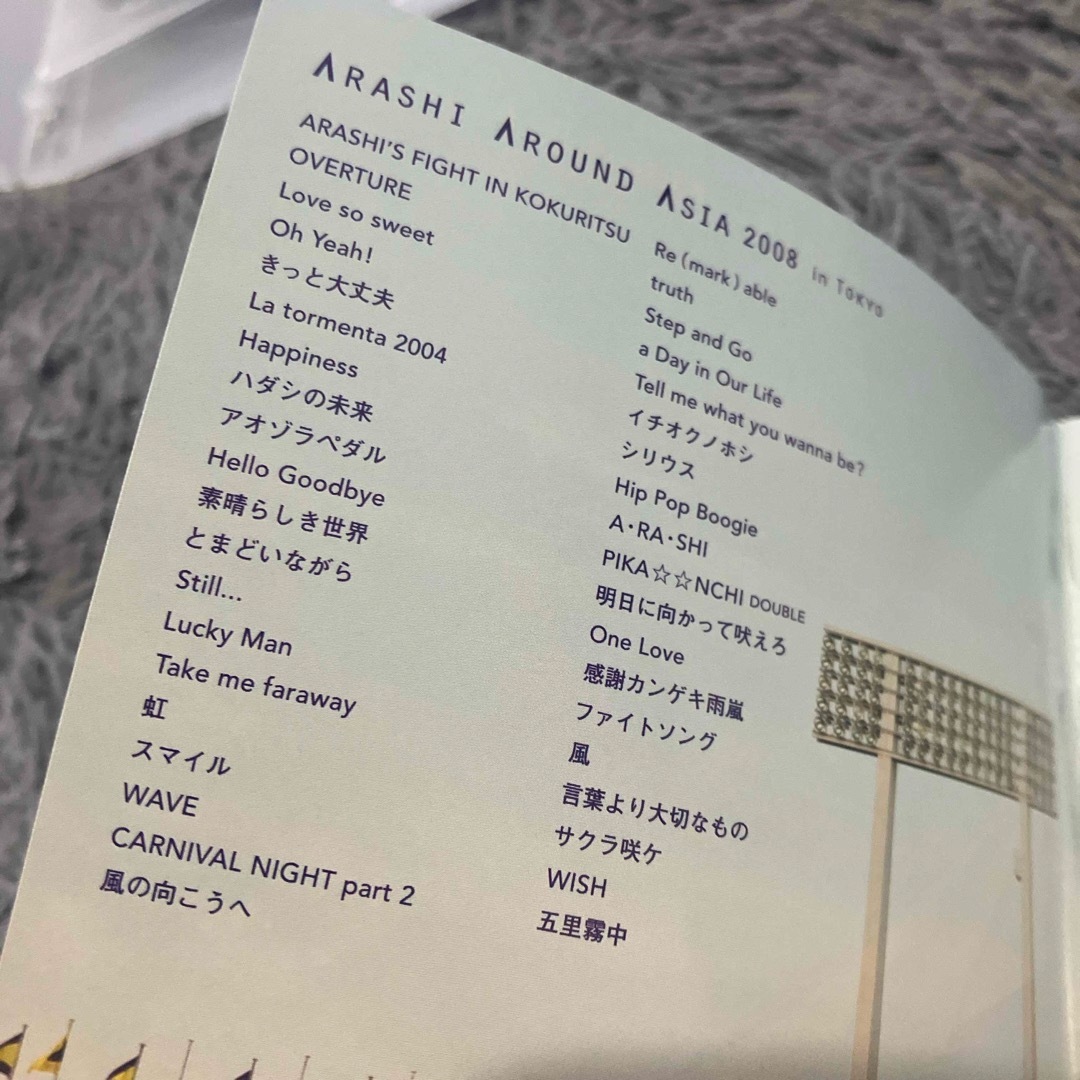 ARASHI AROUND ASIA 2008 in TOKYO
ARASHI'S FIGHT IN KOKURITSU
OVERTURE
Love so sweet
Oh Yeah!
きっと大丈夫
La tormenta 2004
Happiness
ハダシの未来
アオゾラペダル
Hello Goodbye
素晴らしき世界
とまどいながら
Still...
Lucky Man
Take me faraway
虹
スマイル
WAVE
CARNIVAL NIGHT part 2
風の向こうへ
Re(mark)able
truth
Step and Go
a Day in Our Life
Tell me what you wanna be?
イチオクノホシ
シリウス
Hip Pop Boogie
A・RA・SHI
PIKA☆☆NCHI DOUBLE
明日に向かって吠えろ
One Love
感謝カンゲキ雨嵐
ファイトソング
風
言葉より大切なもの
サクラ咲ケ
WISH
五里霧中